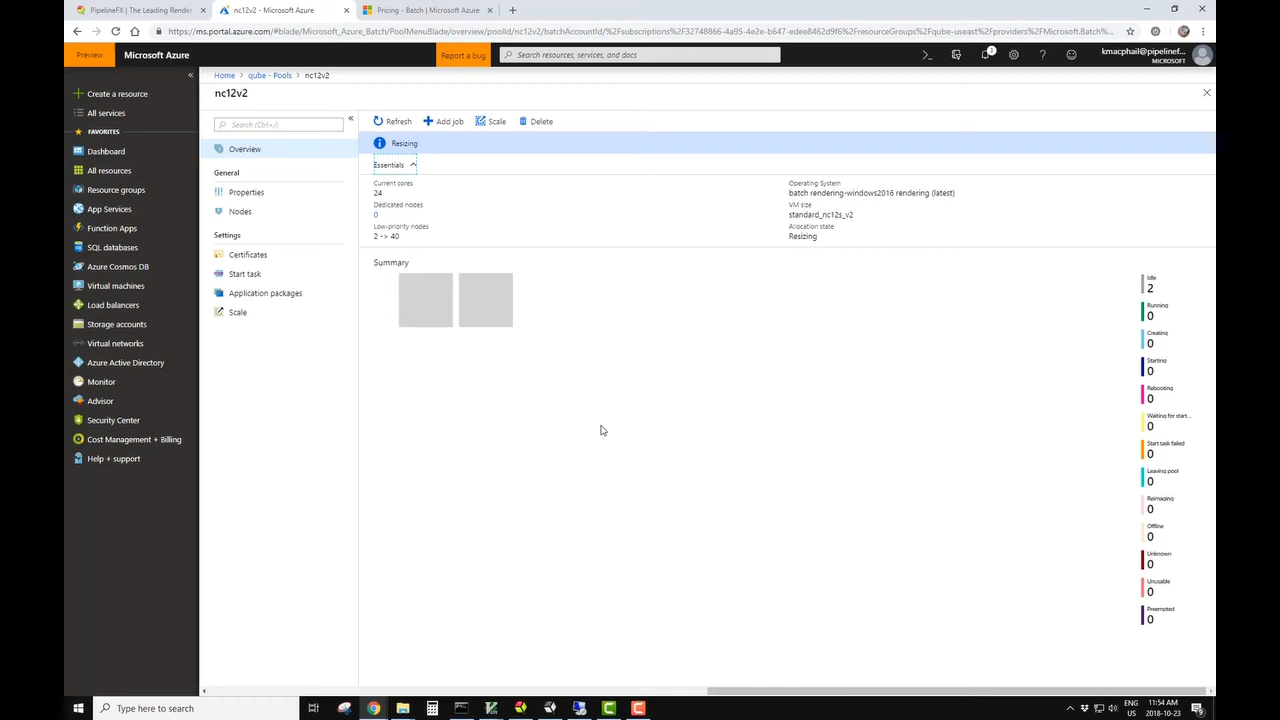 PipelineFX | The Leading Rende
nc12v2 - Microsoft Azure
Pricing - Batch | Microsoft Azure
https://ms.portal.azure.com/#blade/Microsoft_Azure_Batch/PoolMenuBlade/overview/poolId/nc12v2/batchAccountId/%2Fsubscriptions%2F32748866-4a95-4e2e-b647-edee8462d9f6%2FresourceGroups%2Fqube-useast%2Fproviders%2FMicrosoft.Batch%...
Preview
Microsoft Azure
Report a bug
Search resources, services, and docs
kmacphail@pipelinef...
MICROSOFT
Create a resource
All services
FAVORITES
Dashboard
All resources
Resource groups
App Services
Function Apps
SQL databases
Azure Cosmos DB
Virtual machines
Load balancers
Storage accounts
Virtual networks
Azure Active Directory
Monitor
Advisor
Security Center
Cost Management + Billing
Help + support
Home > qube - Pools > nc12v2
nc12v2
Search (Ctrl+/)
Overview
General
Properties
Nodes
Settings
Certificates
Start task
Application packages
Scale
Refresh
Add job
Scale
Delete
Resizing
Essentials
Current cores
24
Dedicated nodes
0
Low-priority nodes
2 -> 40
Operating System
batch rendering-windows2016 rendering (latest)
VM size
standard_nc12s_v2
Allocation state
Resizing
Summary
Idle
2
Running
0
Creating
0
Starting
0
Rebooting
0
Waiting for start...
0
Start task failed
0
Leaving pool
0
Reimaging
0
Offline
0
Unknown
0
Unusable
0
Preempted
0
Type here to search
ENG
US
11:54 AM
2018-10-23